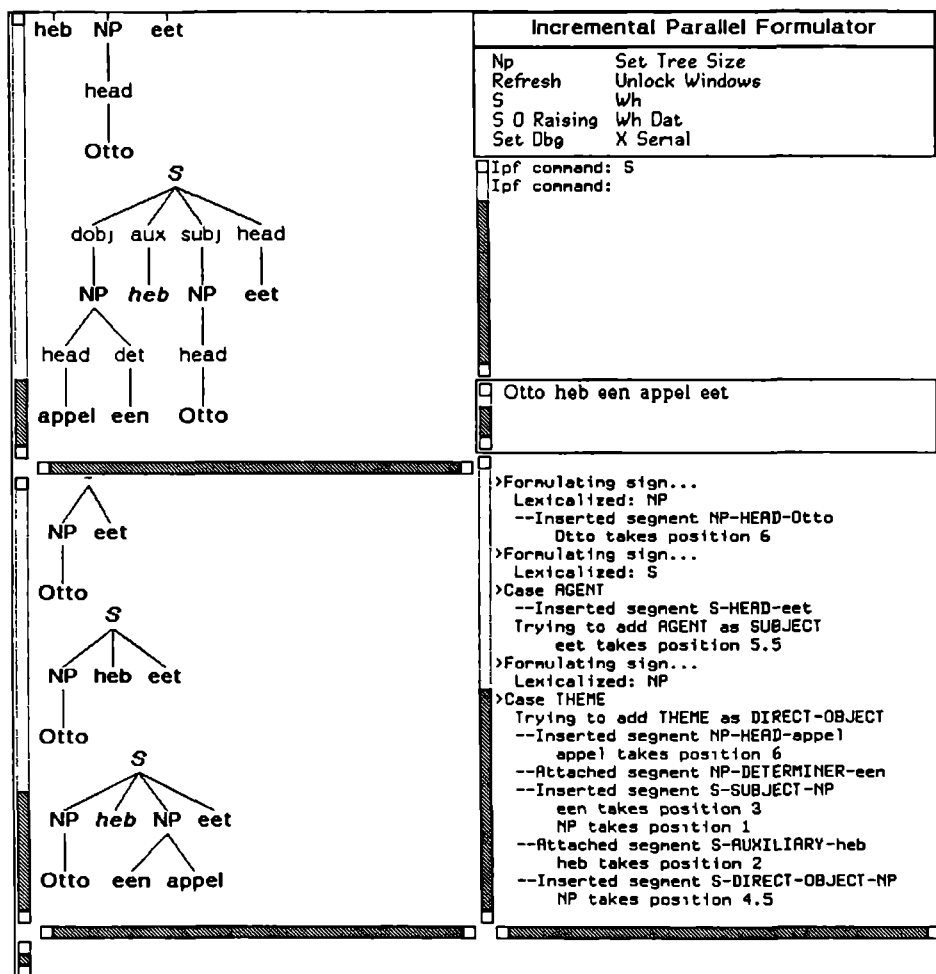 heb NP eet
head
Otto
S
dobj aux subj head
NP heb NP eet
head det head
appel een Otto
NP eet
Otto
S
NP heb eet
Otto
S
NP heb NP eet
Otto een appel
Incremental Parallel Formulator
Np Set Tree Size
Refresh Unlock Windows
S Wh
S O Raising Wh Dat
Set Dbg X Serial
Ipf command: S
Ipf command:
Otto heb een appel eet
>Formulating sign...
Lexicalized: NP
--Inserted segment NP-HEAD-Otto
Otto takes position 6
>Formulating sign...
Lexicalized: S
>Case AGENT
--Inserted segment S-HEAD-eet
Trying to add AGENT as SUBJECT
eet takes position 5.5
>Formulating sign...
Lexicalized: NP
>Case THEME
Trying to add THEME as DIRECT-OBJECT
--Inserted segment NP-HEAD-appel
appel takes position 6
--Attached segment NP-DETERMINER-een
--Inserted segment S-SUBJECT-NP
een takes position 3
NP takes position 1
--Attached segment S-AUXILIARY-heb
heb takes position 2
--Inserted segment S-DIRECT-OBJECT-NP
NP takes position 4.5